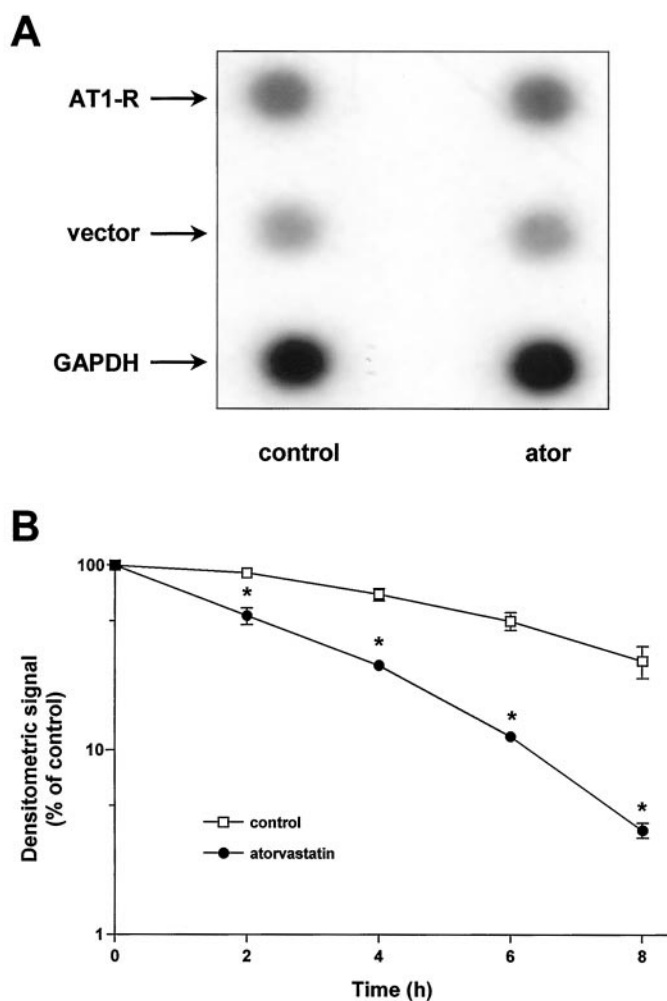 A
AT1-R
vector
GAPDH
control ator
B
Densitometric signal
(% of control)
100
10
1
control
atorvastatin
*
*
*
*
0 2 4 6 8
Time (h)